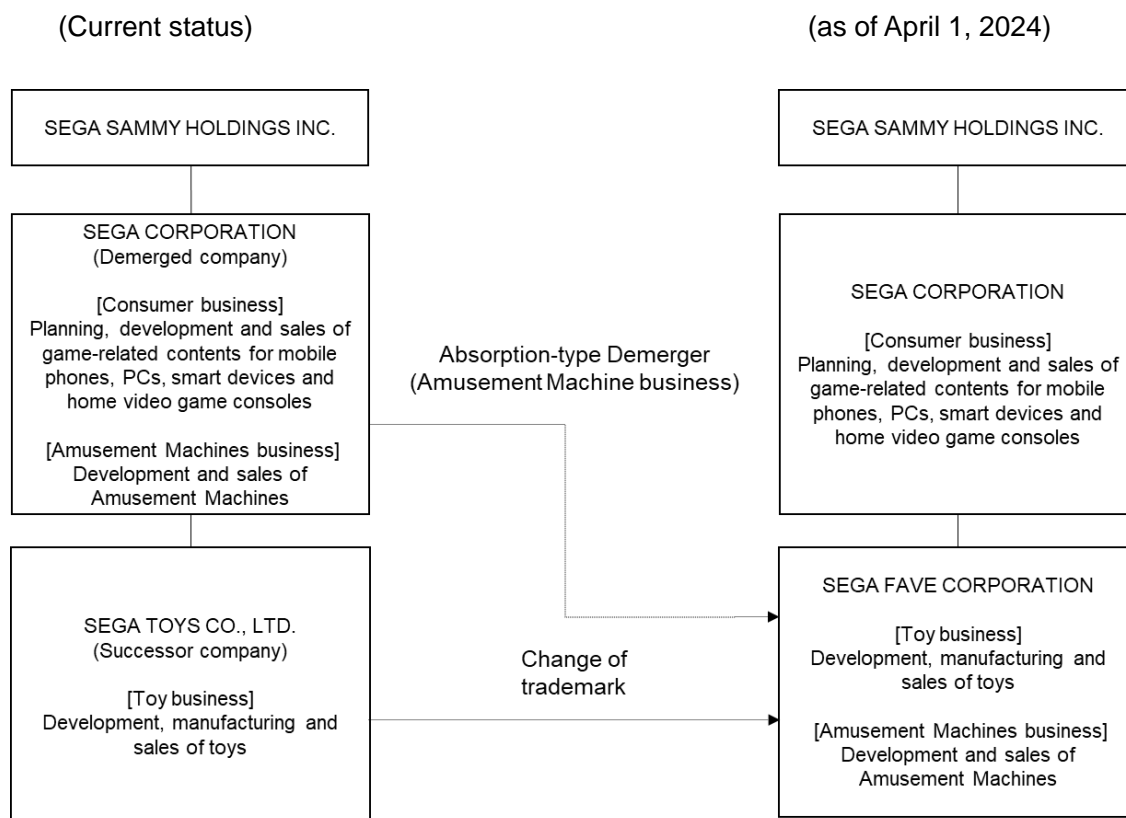 (Current status)
(as of April 1, 2024)
SEGA SAMMY HOLDINGS INC.
SEGA SAMMY HOLDINGS INC.
SEGA CORPORATION
(Demerged company)
[Consumer business]
Planning, development and sales of
game-related contents for mobile
phones, PCs, smart devices and
home video game consoles
[Amusement Machines business]
Development and sales of
Amusement Machines
Absorption-type Demerger
(Amusement Machine business)
SEGA CORPORATION
[Consumer business]
Planning, development and sales of
game-related contents for mobile
phones, PCs, smart devices and
home video game consoles
SEGA TOYS CO., LTD.
(Successor company)
[Toy business]
Development, manufacturing and
sales of toys
Change of
trademark
SEGA FAVE CORPORATION
[Toy business]
Development, manufacturing and
sales of toys
[Amusement Machines business]
Development and sales of
Amusement Machines